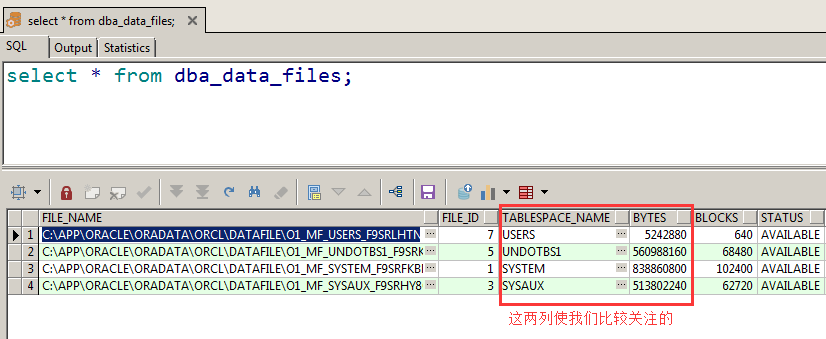 select * from dba_data_files;
SQL Output Statistics
select * from dba_data_files;
FILE_NAME FILE_ID TABLESPACE_NAME BYTES BLOCKS STATUS
1 C:\APP\ORACLE\ORADATA\ORCL\DATAFILE\O1_MF_USERS_F9SRLHTN ... 7 USERS ... 5242880 640 AVAILABLE
2 C:\APP\ORACLE\ORADATA\ORCL\DATAFILE\O1_MF_UNDOTBS1_F9SRK ... 5 UNDOTBS1 ... 560988160 68480 AVAILABLE
3 C:\APP\ORACLE\ORADATA\ORCL\DATAFILE\O1_MF_SYSTEM_F9SRFKBI ... 1 SYSTEM ... 838860800 102400 AVAILABLE
4 C:\APP\ORACLE\ORADATA\ORCL\DATAFILE\O1_MF_SYSAUX_F9SRHY8 ... 3 SYSAUX ... 513802240 62720 AVAILABLE
这两列使我们比较关注的